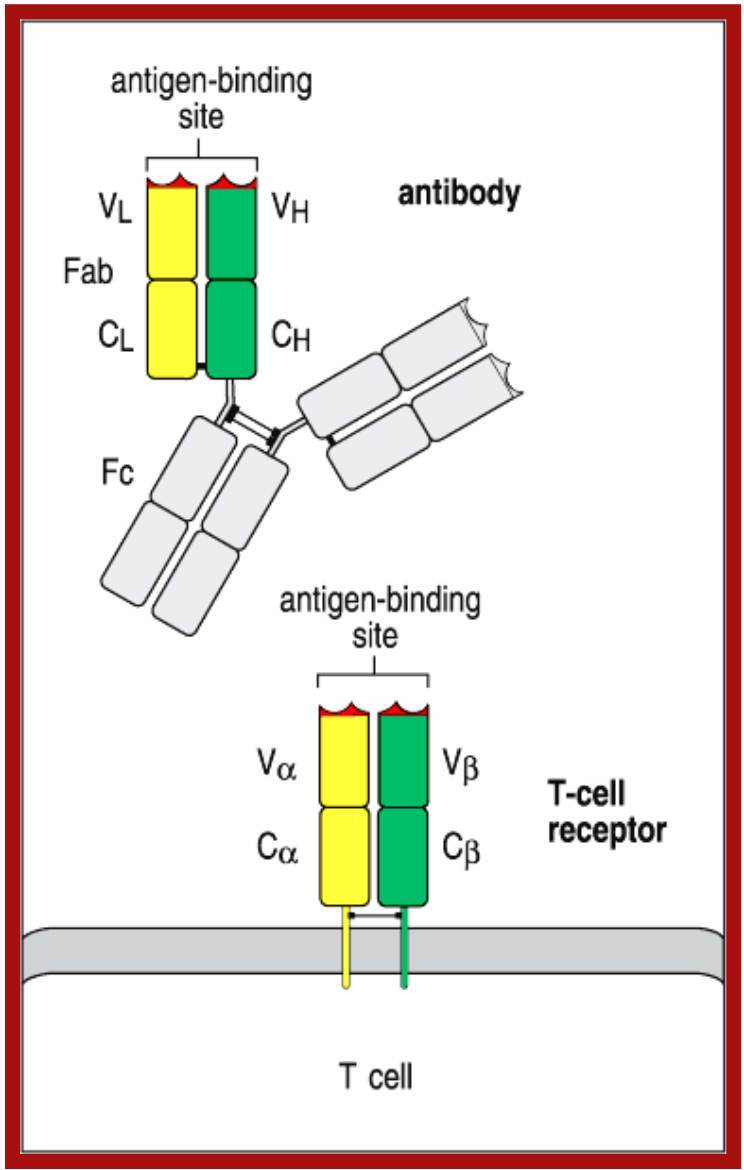 antigen-binding
site
antibody
VL
VH
Fab
CL
CH
Fc
antigen-binding
site
Vα
Vβ
T-cell
receptor
Cα
Cβ
T cell